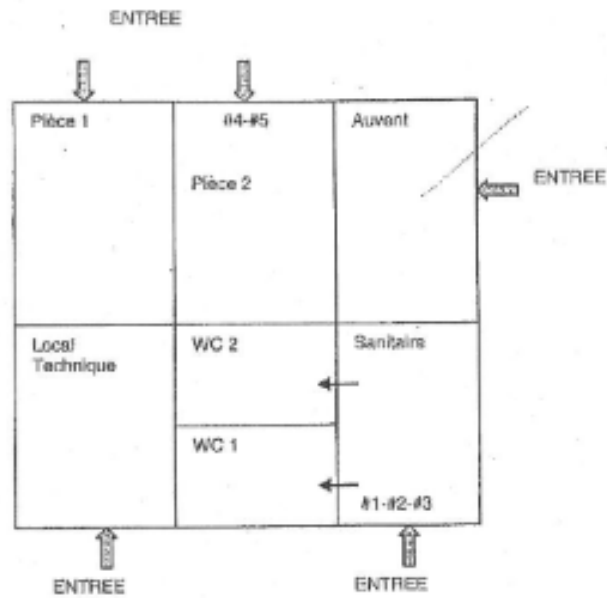 ENTREE
Pièce 1
#4-#5
Auvent
Pièce 2
ENTREE
Local
Technique
WC 2
Sanitaire
WC 1
#1-#2-#3
ENTREE
ENTREE